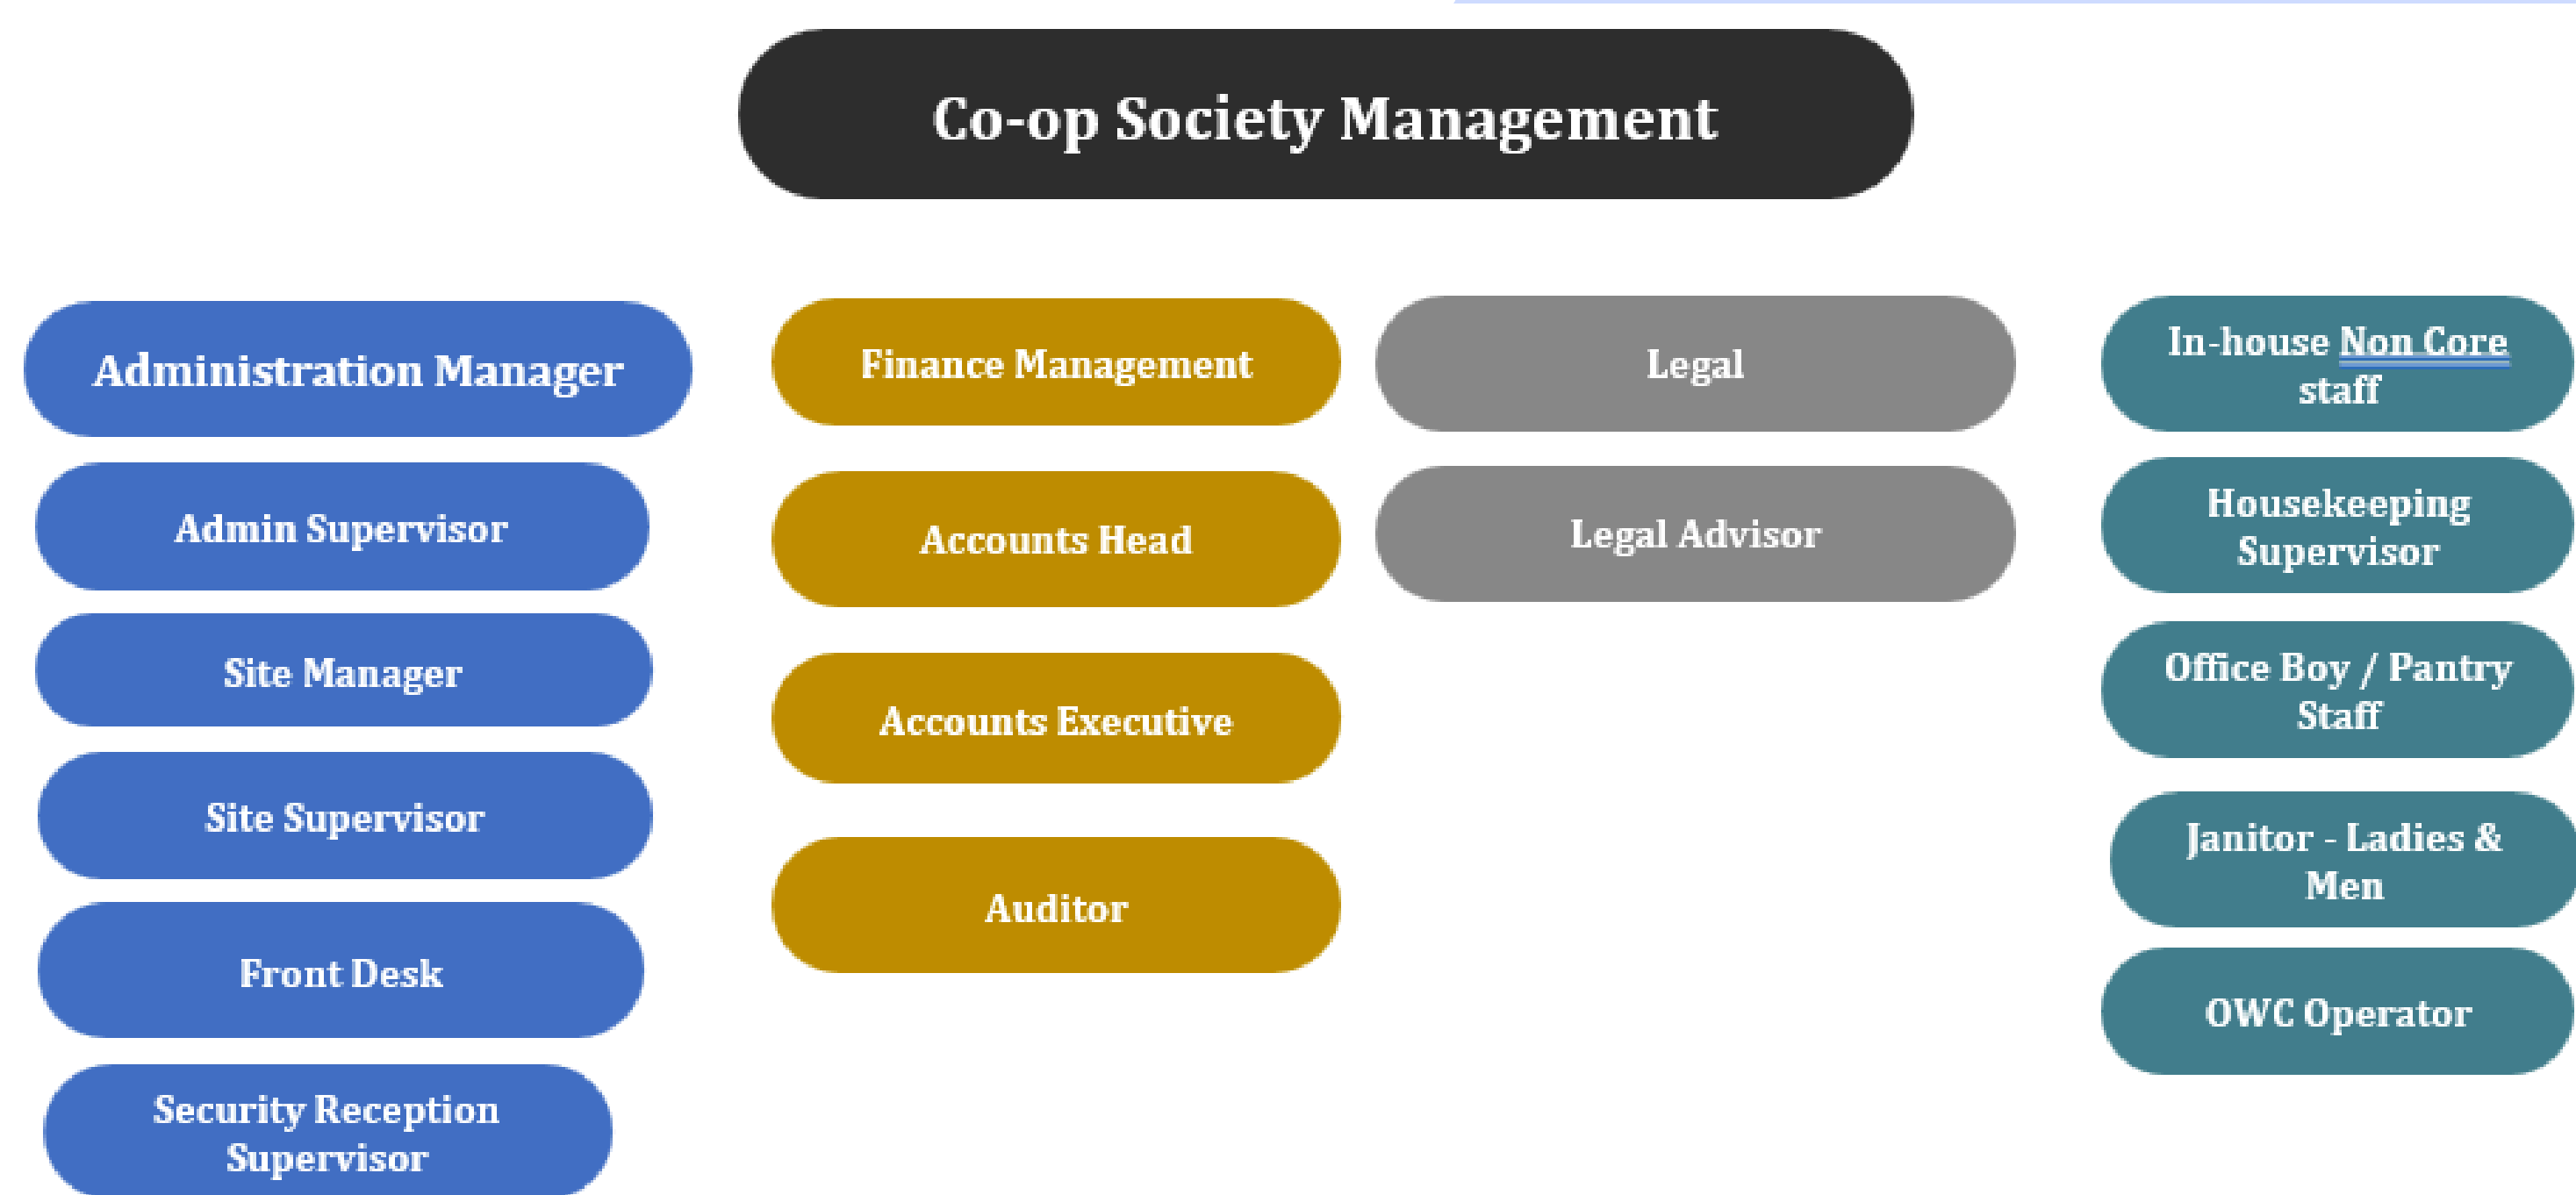 Co-op Society Management
Administration Manager
Admin Supervisor
Site Manager
Site Supervisor
Front Desk
Security Reception
Supervisor
Finance Management
Accounts Head
Accounts Executive
Auditor
Legal
Legal Advisor
In-house Non Core
staff
Housekeeping
Supervisor
Office Boy / Pantry
Staff
Janitor - Ladies &
Men
OWC Operator